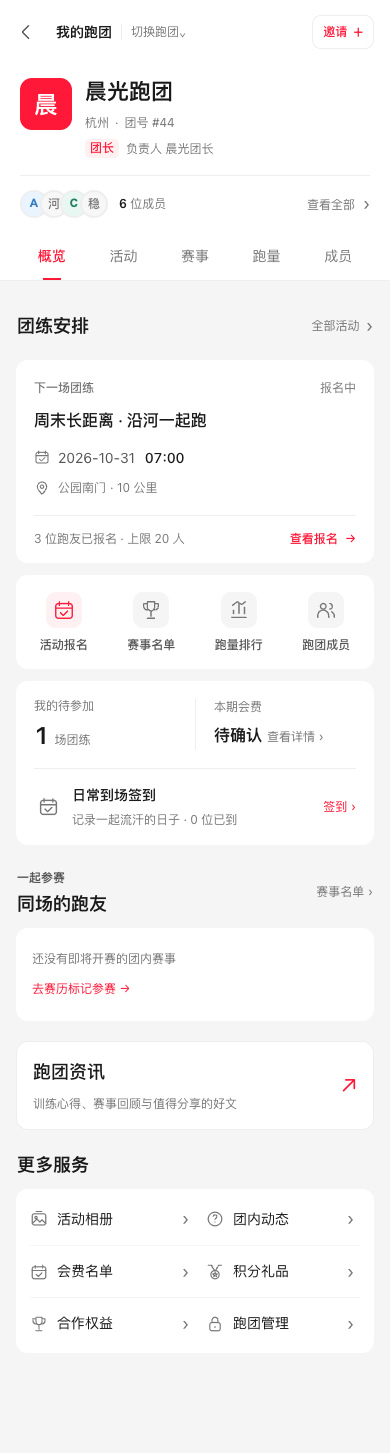 我的跑团
切换跑团
邀请 +
晨
晨光跑团
杭州 · 团号 #44
团长 负责人 晨光团长
A 河 C 稳 6 位成员
查看全部 ›
概览 活动 赛事 跑量 成员
团练安排
全部活动 ›
下一场团练
报名中
周末长距离 · 沿河一起跑
2026-10-31 07:00
公园南门 · 10 公里
3 位跑友已报名 · 上限 20 人
查看报名 →
活动报名 赛事名单 跑量排行 跑团成员
我的待参加
1 场团练
本期会费
待确认 查看详情 ›
日常到场签到
记录一起流汗的日子 · 0 位已到
签到 ›
一起参赛
同场的跑友
赛事名单 ›
还没有即将开赛的团内赛事
去赛历标记参赛 →
跑团资讯
训练心得、赛事回顾与值得分享的好文
更多服务
活动相册 › 团内动态 ›
会费名单 › 积分礼品 ›
合作权益 › 跑团管理 ›